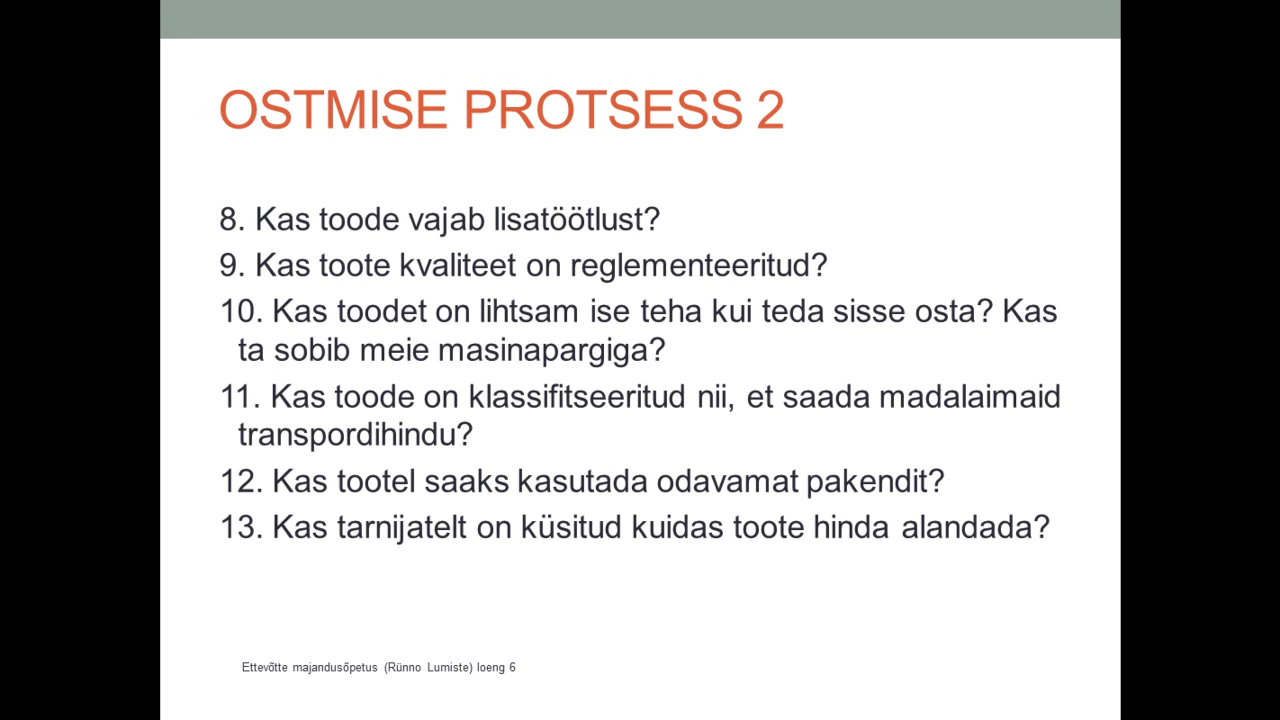 OSTMISE PROTSESS 2
8. Kas toode vajab lisatöötlust?
9. Kas toote kvaliteet on reglementeeritud?
10. Kas toodet on lihtsam ise teha kui teda sisse osta? Kas
ta sobib meie masinapargiga?
11. Kas toode on klassifitseeritud nii, et saada madalaimaid
transpordihindu?
12. Kas tootel saaks kasutada odavamat pakendit?
13. Kas tarnijatelt on küsitud kuidas toote hinda alandada?
Ettevõtte majandusõpetus (Rünno Lumiste) loeng 6